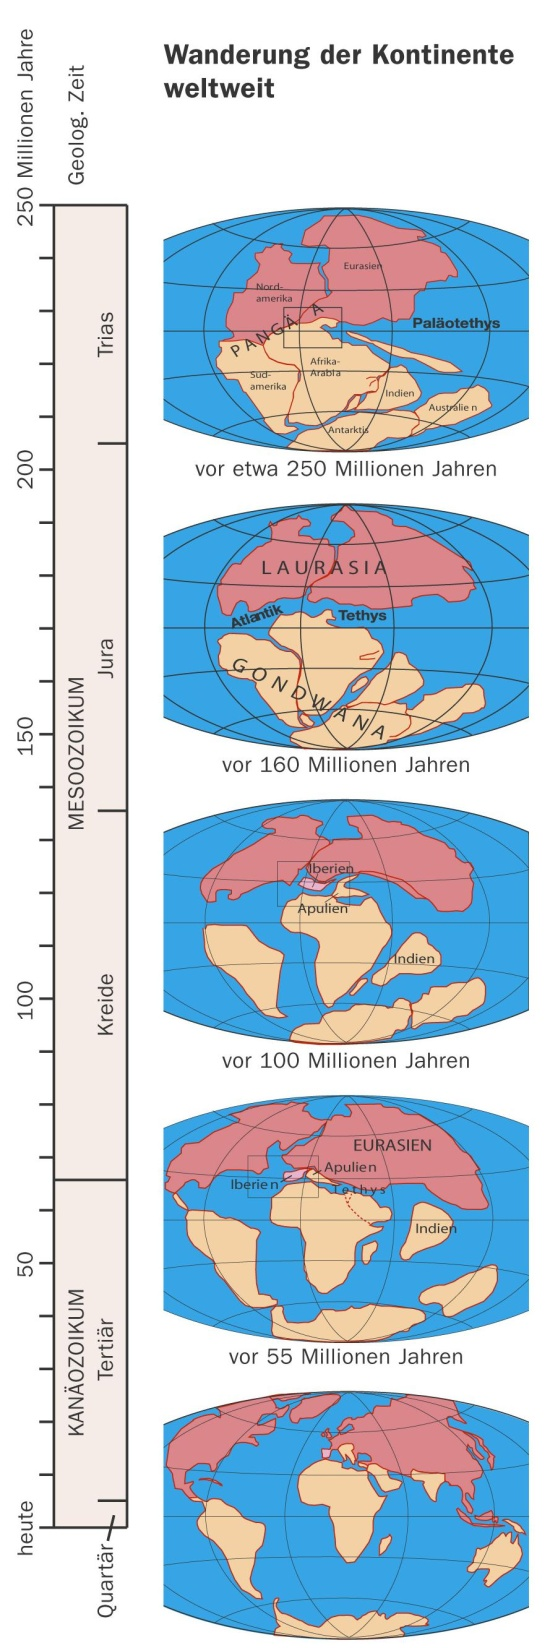 Wanderung der Kontinente
weltweit
250 Millionen Jahre
Geolog. Zeit
200
150
100
50
heute
MESOOZOIKUM
KANÄOZOIKUM
Trias
Jura
Kreide
Tertiär
Quartär
Eurasien
Nord-
amerika
PANGÄA
Paläotethys
Afrika-
Arabia
Süd-
amerika
Indien
Australien
Antarktis
vor etwa 250 Millionen Jahren
LAURASIA
Atlantik
Tethys
GONDWANA
vor 160 Millionen Jahren
Iberien
Apulien
Indien
vor 100 Millionen Jahren
EURASIEN
Apulien
Iberien
Tethys
Indien
vor 55 Millionen Jahren